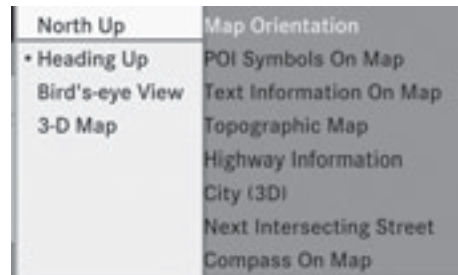 North Up
• Heading Up
Bird's-eye View
3-D Map
Map Orientation
POI Symbols On Map
Text Information On Map
Topographic Map
Highway Information
City (3D)
Next Intersecting Street
Compass On Map